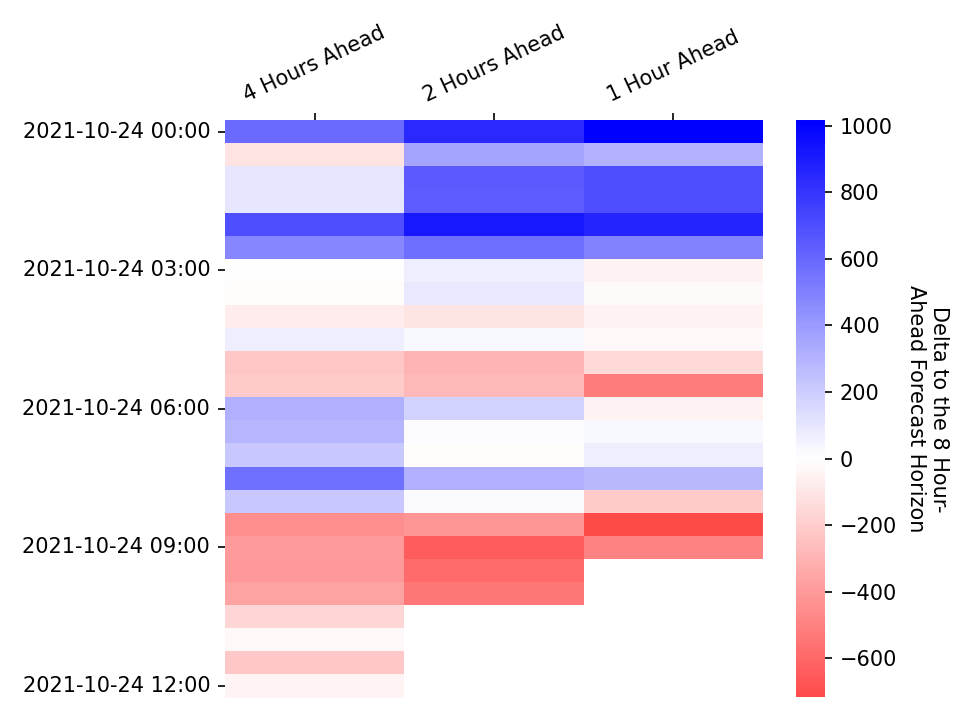 4 Hours Ahead
2 Hours Ahead
1 Hour Ahead
2021-10-24 00:00
2021-10-24 03:00
2021-10-24 06:00
2021-10-24 09:00
2021-10-24 12:00
1000
800
600
400
200
0
−200
−400
−600
Delta to the 8 Hour-
Ahead Forecast Horizon